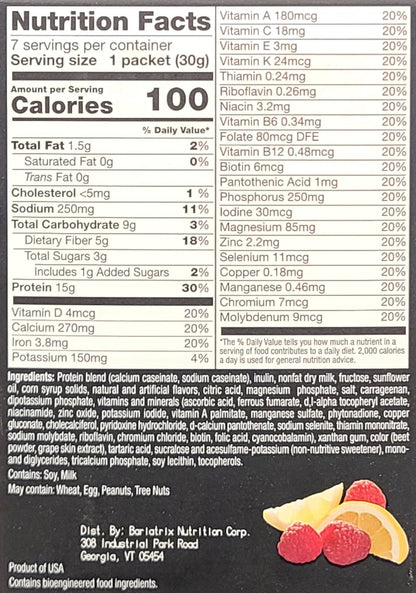 Nutrition Facts
7 servings per container
Serving size 1 packet (30g)
Amount per Serving
Calories 100
% Daily Value*
Total Fat 1.5g 2%
Saturated Fat 0g 0%
Trans Fat 0g
Cholesterol <5mg 1 %
Sodium 250mg 11%
Total Carbohydrate 9g 3%
Dietary Fiber 5g 18%
Total Sugars 3g
Includes 1g Added Sugars 2%
Protein 15g 30%
Vitamin D 4mcg 20%
Calcium 270mg 20%
Iron 3.8mg 20%
Potassium 150mg 4%
Vitamin A 180mcg 20%
Vitamin C 18mg 20%
Vitamin E 3mg 20%
Vitamin K 24mcg 20%
Thiamin 0.24mg 20%
Riboflavin 0.26mg 20%
Niacin 3.2mg 20%
Vitamin B6 0.34mg 20%
Folate 80mcg DFE 20%
Vitamin B12 0.48mcg 20%
Biotin 6mcg 20%
Pantothenic Acid 1mg 20%
Phosphorus 250mg 20%
Iodine 30mcg 20%
Magnesium 85mg 20%
Zinc 2.2mg 20%
Selenium 11mcg 20%
Copper 0.18mg 20%
Manganese 0.46mg 20%
Chromium 7mcg 20%
Molybdenum 9mcg 20%
*The % Daily Value tells you how much a nutrient in a
serving of food contributes to a daily diet. 2,000 calories
a day is used for general nutrition advice.
Ingredients: Protein blend (calcium caseinate, sodium caseinate), inulin, nonfat dry milk, fructose, sunflower
oil, corn syrup solids, natural and artificial flavors, citric acid, magnesium phosphate, salt, carrageenan,
dipotassium phosphate, vitamins and minerals (ascorbic acid, ferrous fumarate, d,l-alpha tocopheryl acetate,
niacinamide, zinc oxide, potassium iodide, vitamin A palmitate, manganese sulfate, phytonadione, copper
gluconate, cholecalciferol, pyridoxine hydrochloride, d-calcium pantothenate, sodium selenite, thiamin mononitrate,
sodium molybdate, riboflavin, chromium chloride, biotin, folic acid, cyanocobalamin), xanthan gum, color (beet
powder, grape skin extract), tartaric acid, sucralose and acesulfame-potassium (non-nutritive sweetener), mono-
and diglycerides, tricalcium phosphate, soy lecithin, tocopherols.
Contains: Soy, Milk
May contain: Wheat, Egg, Peanuts, Tree Nuts
Dist. By: Bariatrix Nutrition Corp.
308 Industrial Park Road
Georgia, VT 05454
Product of USA
Contains bioengineered food ingredients.